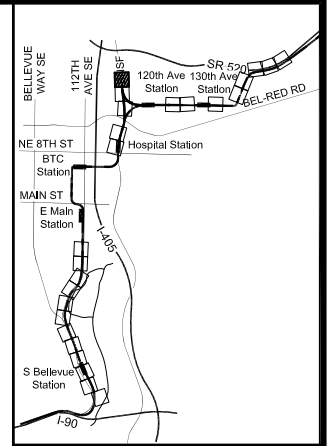 SR 520
BELLEVUE
WAY SE
112TH
AVE SE
SF
120th Ave
Station
130th Ave
Station
BEL-RED RD
NE 8TH ST
Hospital Station
BTC
Station
MAIN ST
E Main
Station
I-405
S Bellevue
Station
I-90